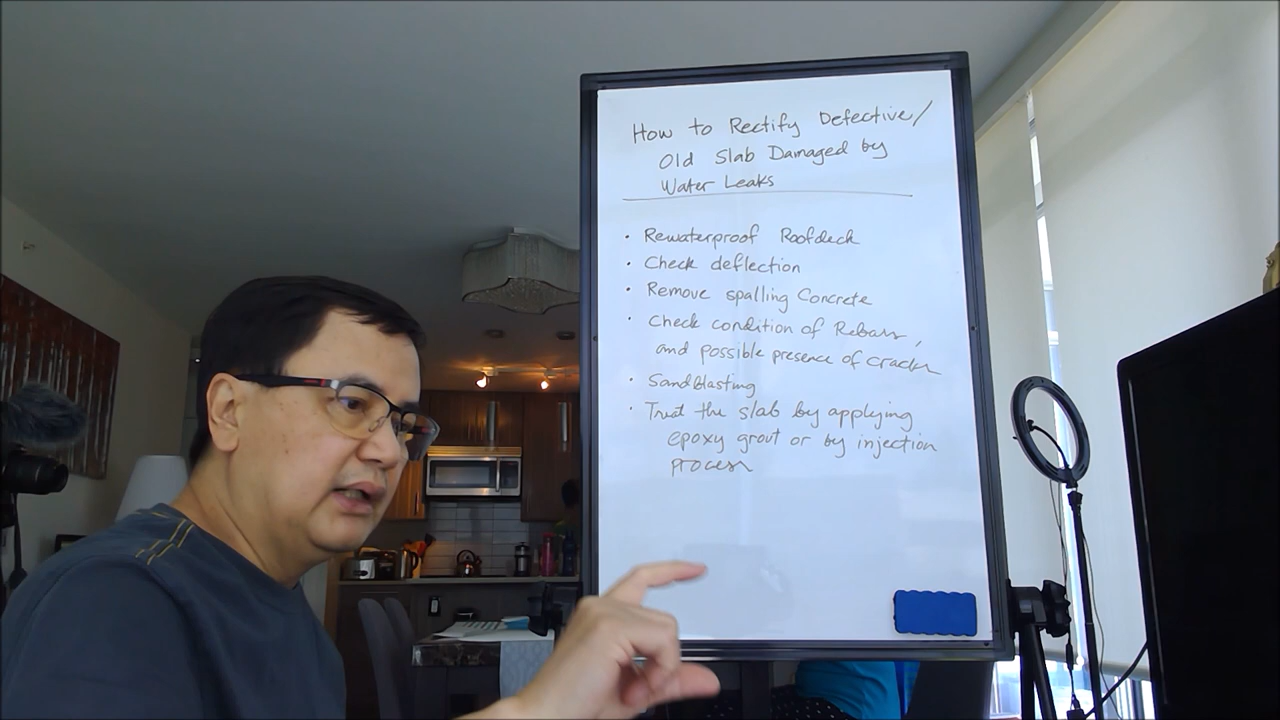 How to Rectify Defective/
Old Slab Damaged by
Water Leaks
• Rewaterproof Roofdeck
• Check deflection
• Remove spalling Concrete
• Check condition of Rebars,
and possible presence of cracks
• Sandblasting
• Treat the slab by applying
epoxy grout or by injection
process